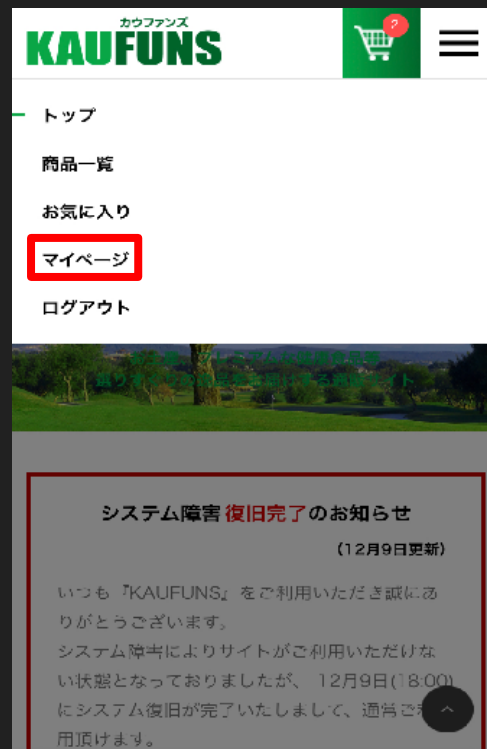 カウファンズ
KAUFUNS
2
トップ
商品一覧
お気に入り
マイページ
ログアウト
システム障害復旧完了のお知らせ
(12月9日更新)
いつも『KAUFUNS』をご利用いただき誠にあ
りがとうございます。
システム障害によりサイトがご利用いただけな
い状態となっておりましたが、 12月9日(18:00)
にシステム復旧が完了いたしまして、通常ご
用頂けます。